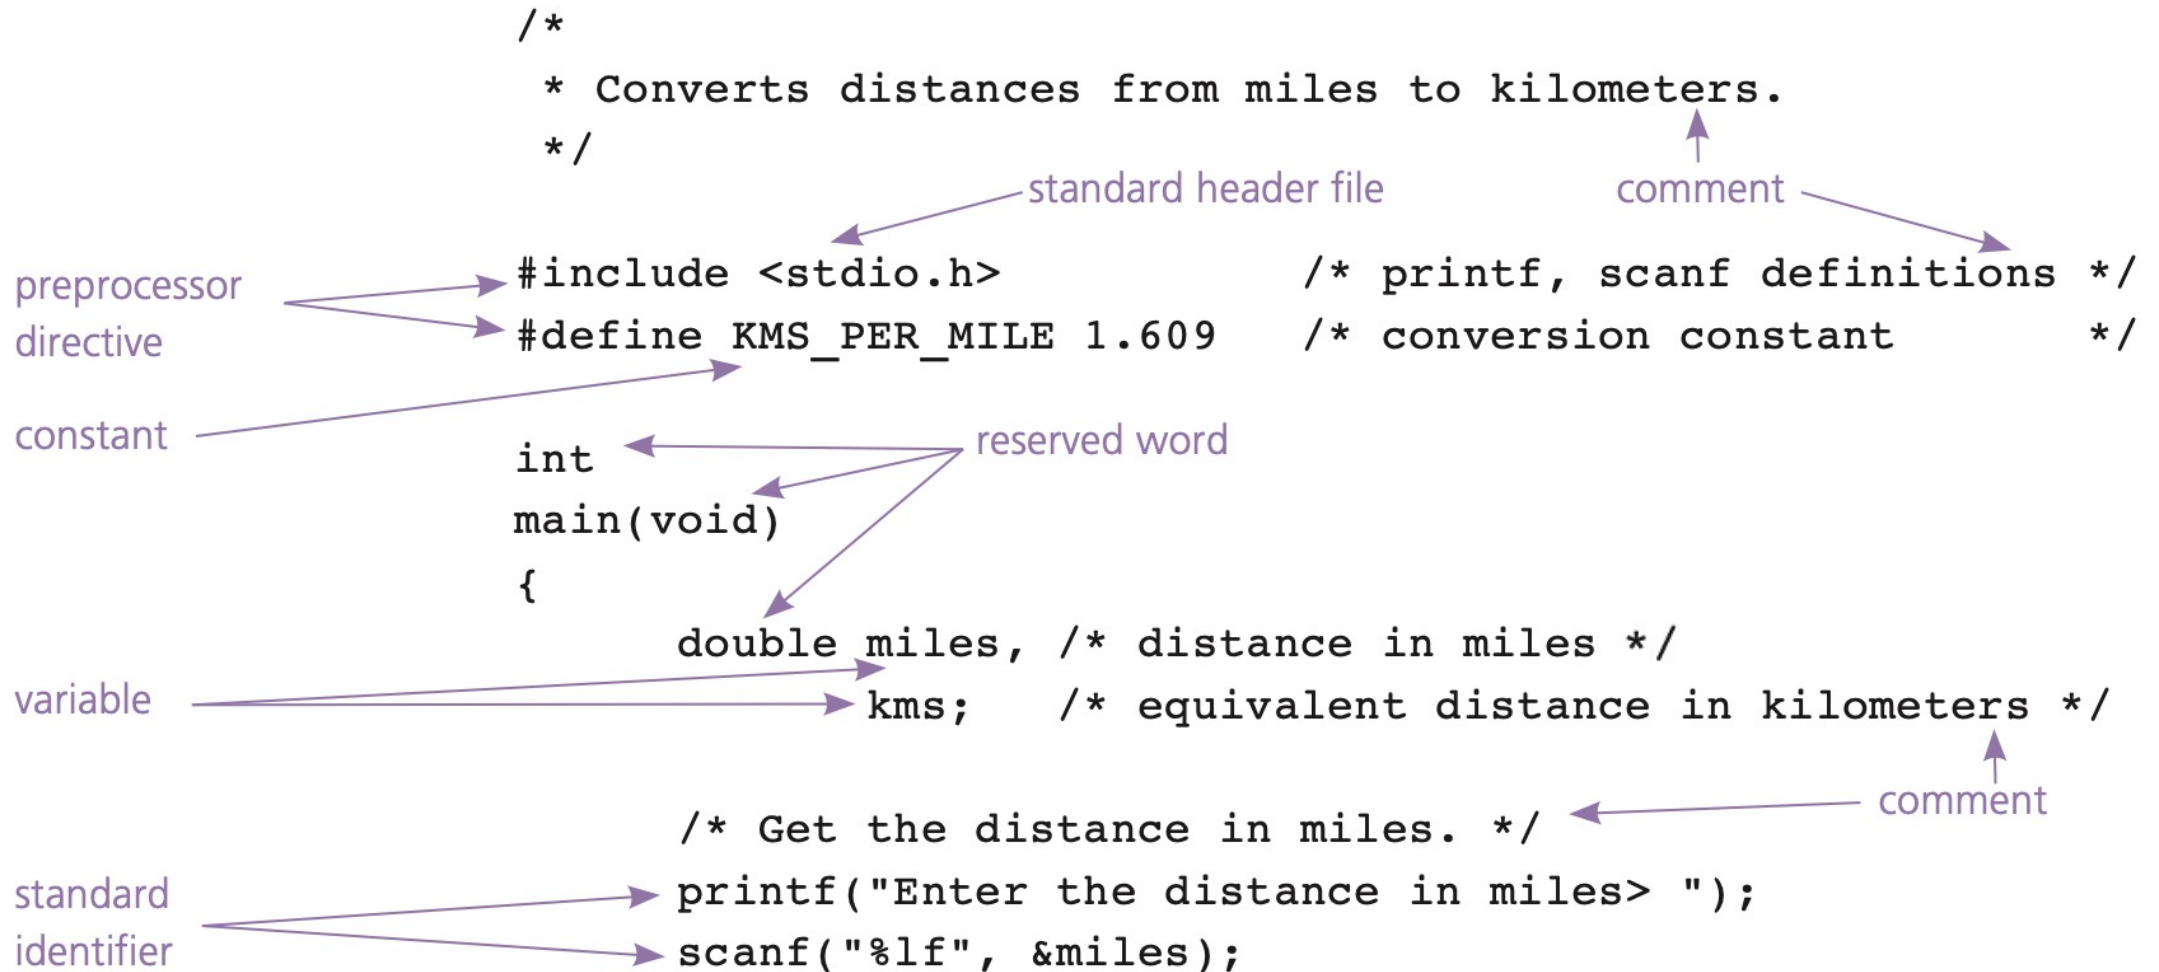 /*
 * Converts distances from miles to kilometers.
 */
standard header file comment
preprocessor
directive
#include <stdio.h> /* printf, scanf definitions */
#define KMS_PER_MILE 1.609 /* conversion constant */
constant
reserved word
int
main(void)
{
double miles, /* distance in miles */
variable
kms; /* equivalent distance in kilometers */
comment
/* Get the distance in miles. */
standard
identifier
printf("Enter the distance in miles> ");
scanf("%lf", &miles);